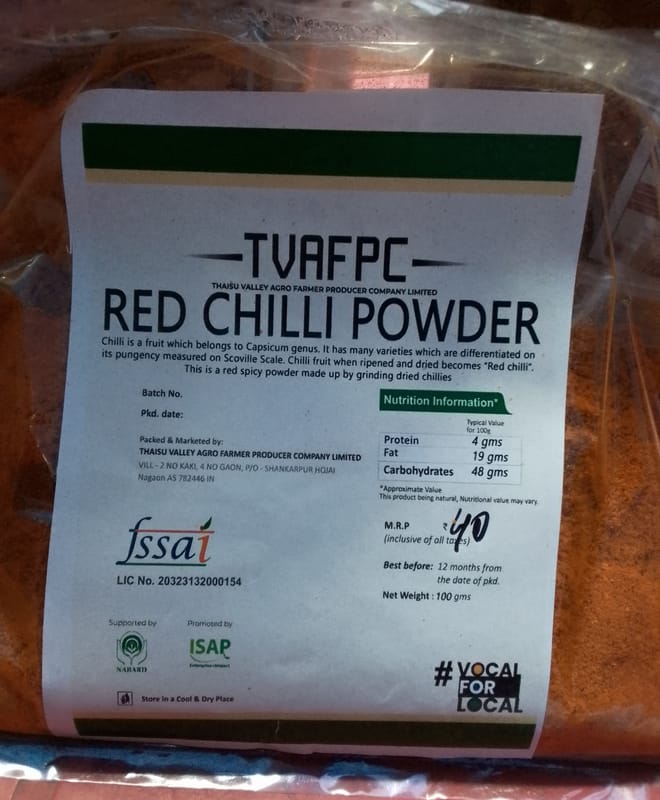 TVAFPC
THAISU VALLEY AGRO FARMER PRODUCER COMPANY LIMITED
RED CHILLI POWDER
Chilli is a fruit which belongs to Capsicum genus. It has many varieties which are differentiated on
its pungency measured on Scoville Scale. Chilli fruit when ripened and dried becomes "Red chilli".
This is a red spicy powder made up by grinding dried chillies
Batch No.
Pkd. date:
Packed & Marketed by:
THAISU VALLEY AGRO FARMER PRODUCER COMPANY LIMITED
VILL - 2 NO KAKI, 4 NO GAON, P/O - SHANKARPUR HOJAI
Nagaon AS 782446 IN
Nutrition Information*
Typical Value
for 100g
Protein 4 gms
Fat 19 gms
Carbohydrates 48 gms
*Approximate Value
This product being natural, Nutritional value may vary.
M.R.P ₹ 40
(inclusive of all taxes)
Best before: 12 months from
the date of pkd.
Net Weight : 100 gms
fssai
LIC No. 20323132000154
Supported by
NABARD
Promoted by
ISAP
Store in a Cool & Dry Place
# VOCAL
FOR
LOCAL